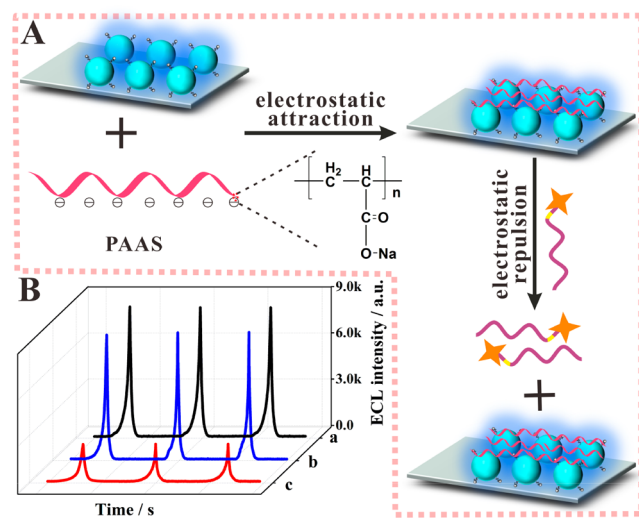 A
electrostatic
attraction
PAAS
H2
C
H
C
n
C=O
O-Na
electrostatic
repulsion
B
9.0k
6.0k
3.0k
0.0
ECL intensity / a.u.
a
b
c
Time / s